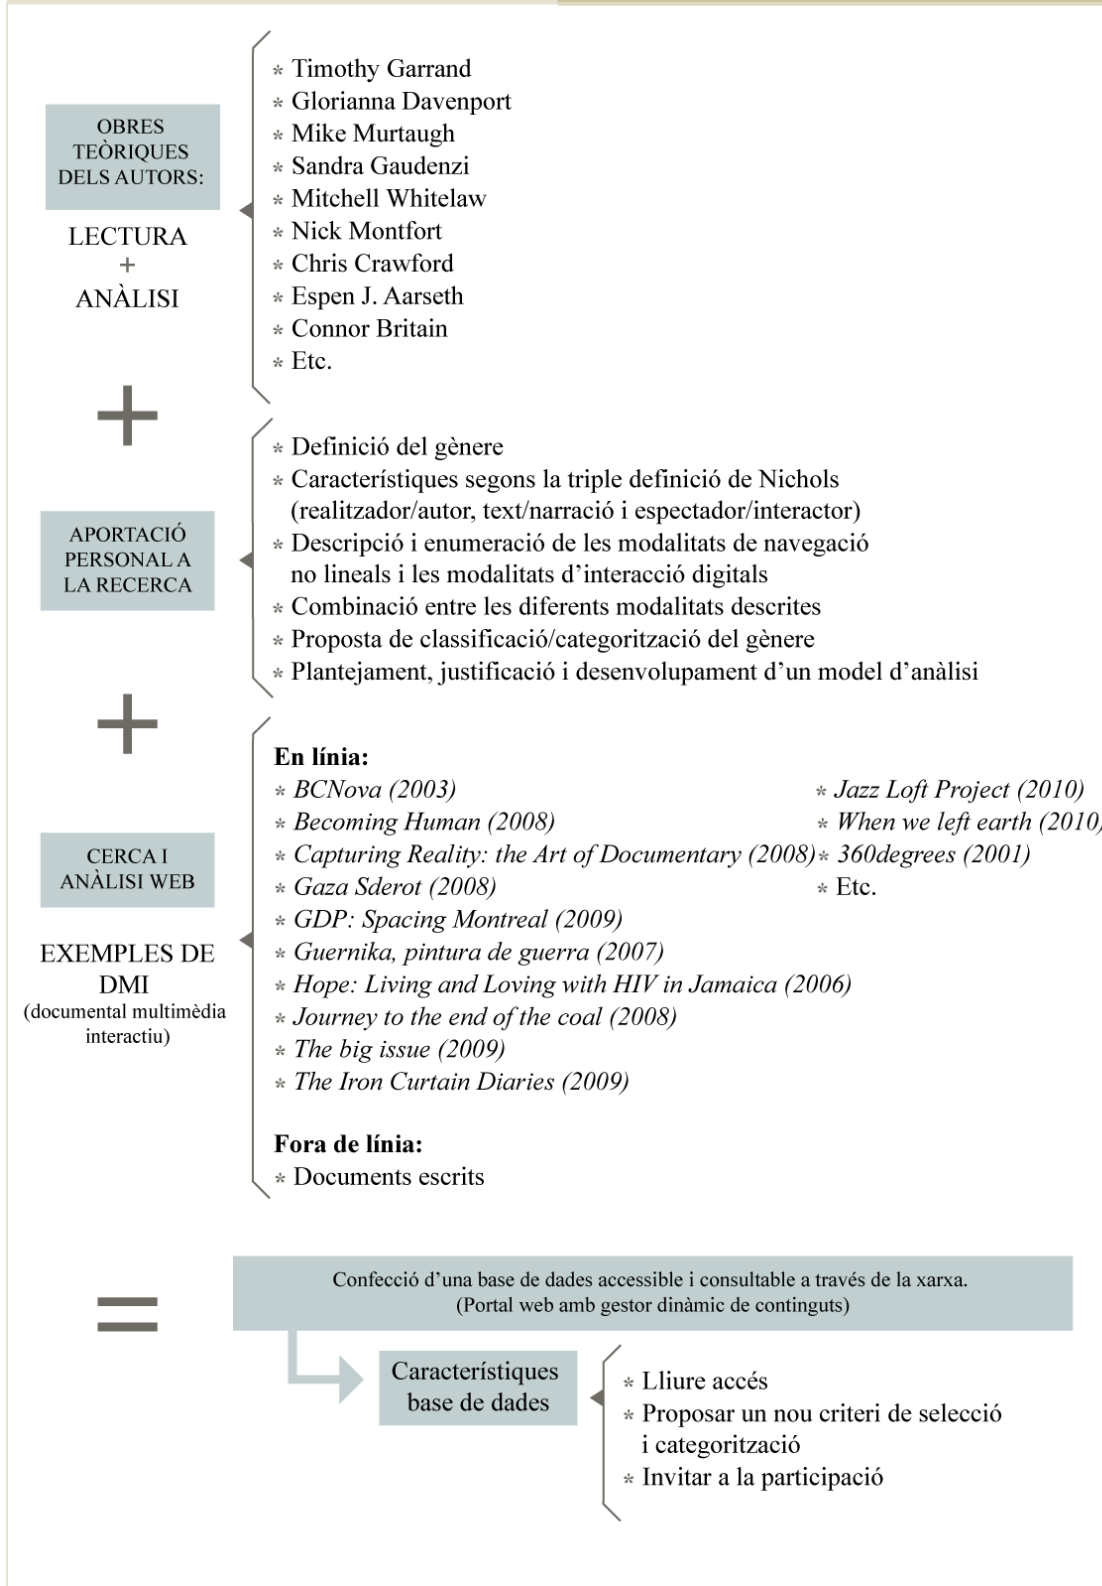 OBRES
TEÒRIQUES
DELS AUTORS:
LECTURA
+
ANÀLISI
* Timothy Garrand
* Glorianna Davenport
* Mike Murtaugh
* Sandra Gaudenzi
* Mitchell Whitelaw
* Nick Montfort
* Chris Crawford
* Espen J. Aarseth
* Connor Britain
* Etc.
+
APORTACIÓ
PERSONAL A
LA RECERCA
* Definició del gènere
* Característiques segons la triple definició de Nichols
(realitzador/autor, text/narració i espectador/interactor)
* Descripció i enumeració de les modalitats de navegació
no lineals i les modalitats d’interacció digitals
* Combinació entre les diferents modalitats descrites
* Proposta de classificació/categorització del gènere
* Plantejament, justificació i desenvolupament d’un model d’anàlisi
+
CERCA I
ANÀLISI WEB
EXEMPLES DE
DMI
(documental multimèdia
interactiu)
En línia:
* BCNova (2003)
* Becoming Human (2008)
* Capturing Reality: the Art of Documentary (2008)
* Gaza Sderot (2008)
* GDP: Spacing Montreal (2009)
* Guernika, pintura de guerra (2007)
* Hope: Living and Loving with HIV in Jamaica (2006)
* Journey to the end of the coal (2008)
* The big issue (2009)
* The Iron Curtain Diaries (2009)
* Jazz Loft Project (2010)
* When we left earth (2010)
* 360degrees (2001)
* Etc.
Fora de línia:
* Documents escrits
=
Confecció d’una base de dades accessible i consultable a través de la xarxa.
(Portal web amb gestor dinàmic de continguts)
Característiques
base de dades
* Lliure accés
* Proposar un nou criteri de selecció
i categorització
* Invitar a la participació